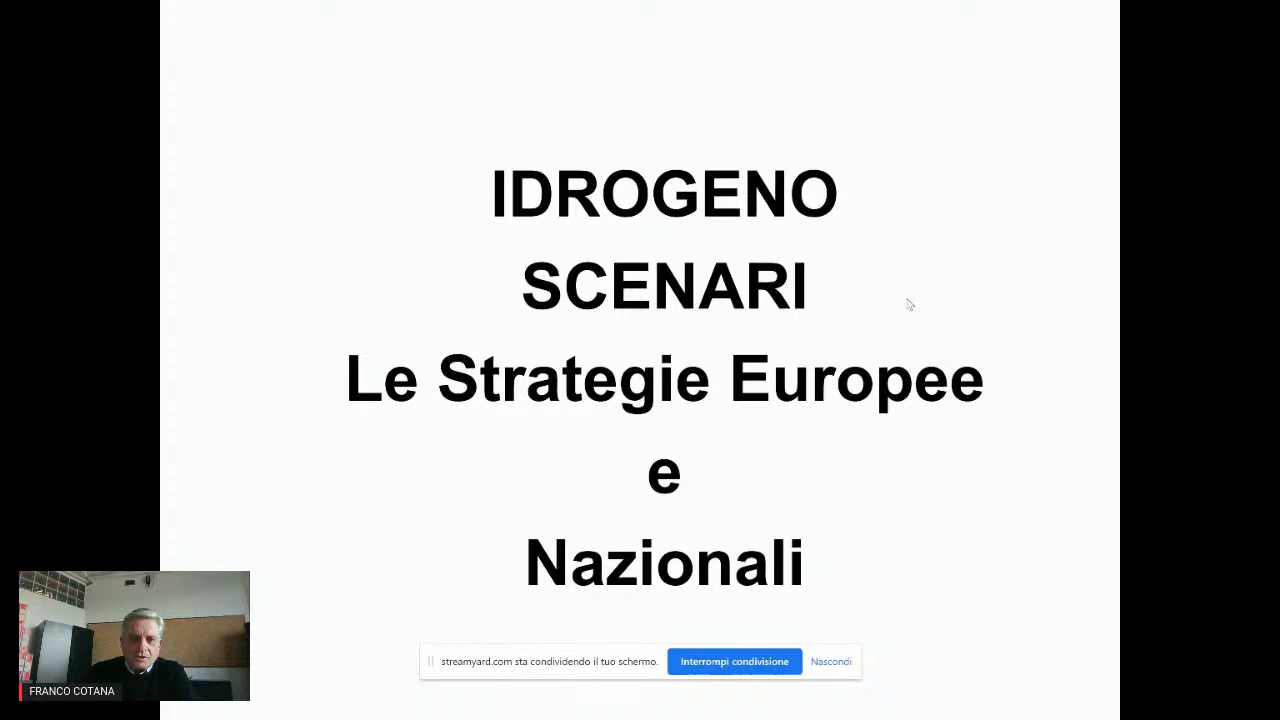 IDROGENO
SCENARI
Le Strategie Europee
e
Nazionali
streamyard.com sta condividendo il tuo schermo. Interrompi condivisione Nascondi
FRANCO COTANA